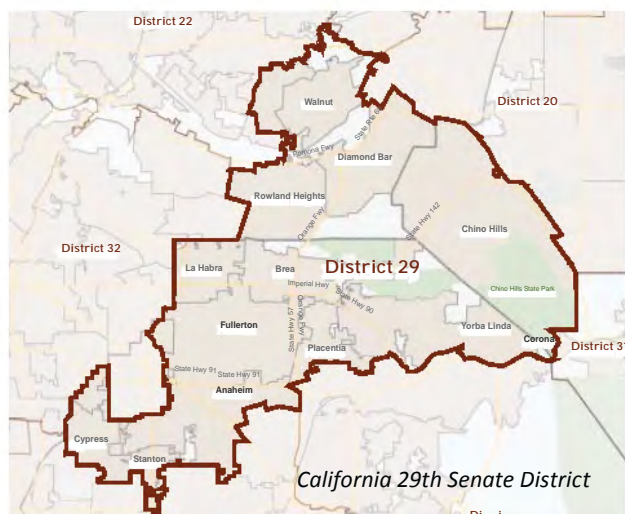 District 22
District 20
Walnut
State Rte 6
Pomona Fwy
Diamond Bar
Rowland Heights
Orange Fwy
State Hwy 142
Chino Hills
District 32
La Habra
Brea
District 29
Imperial Hwy
State Hwy 90
Chino Hills State Park
Fullerton
State Hwy 57
Orange Fwy
Yorba Linda
Corona
District 3
Placentia
State Hwy 91
State Hwy 91
Anaheim
Cypress
Stanton
California 29th Senate District